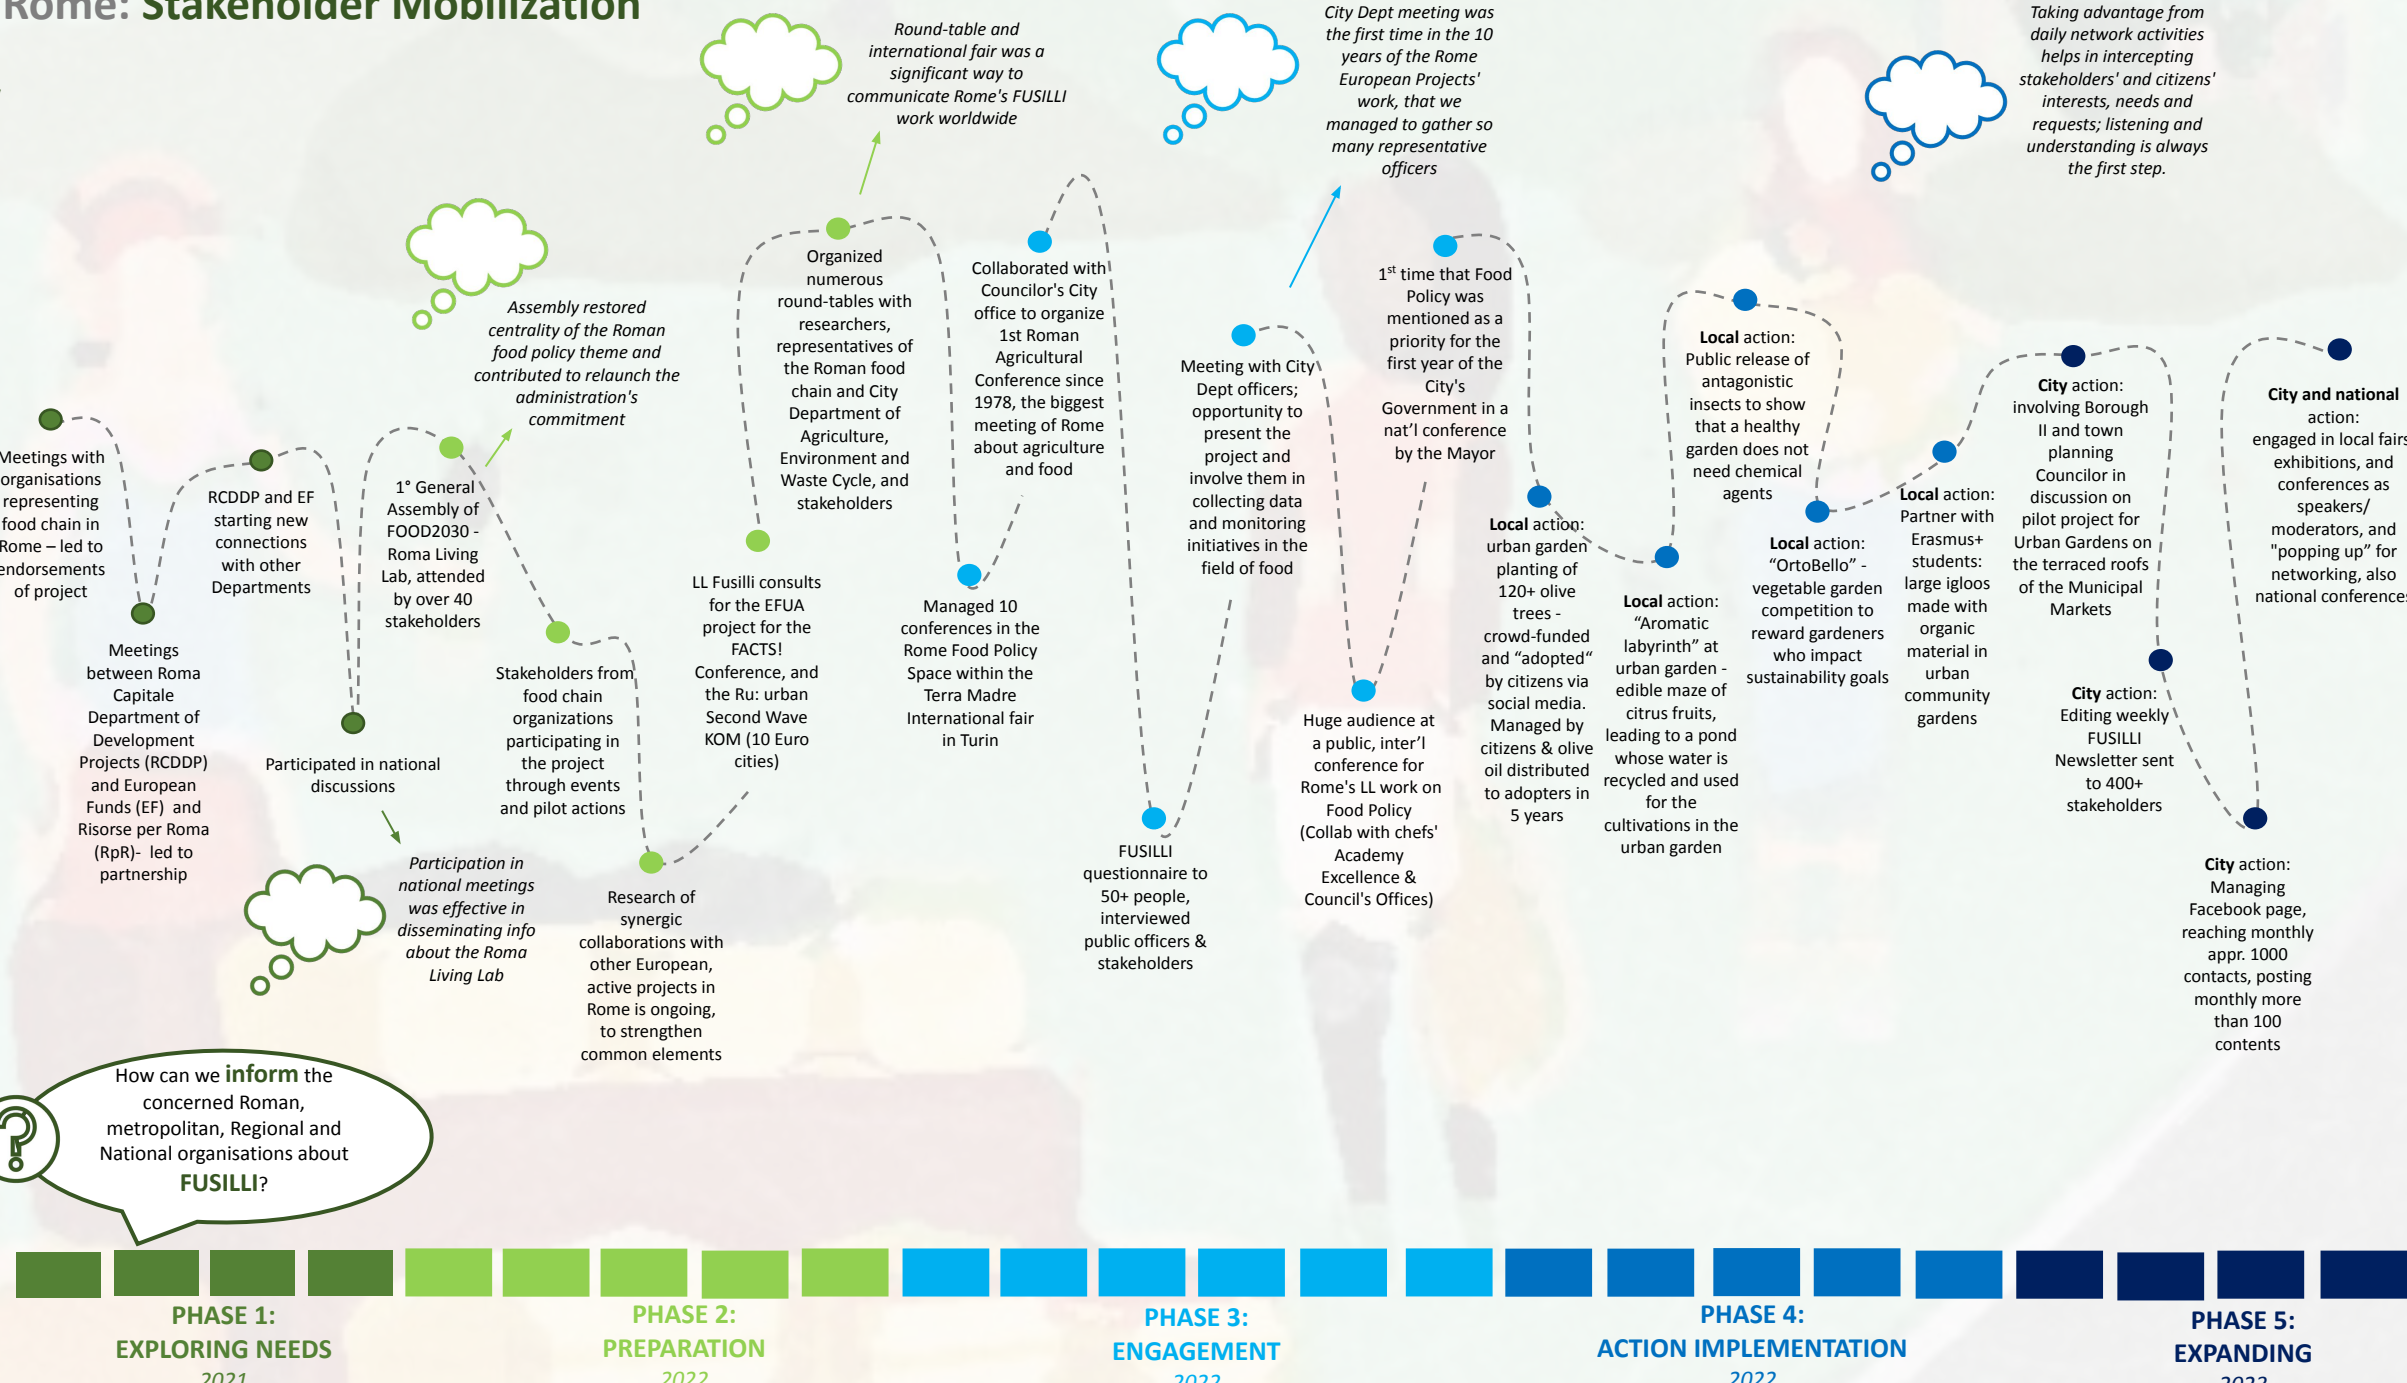 Rome: Stakeholder Mobilization
Round-table and
international fair was a
significant way to
communicate Rome's FUSILLI
work worldwide
City Dept meeting was
the first time in the 10
years of the Rome
European Projects'
work, that we
managed to gather so
many representative
officers
Taking advantage from
daily network activities
helps in intercepting
stakeholders' and citizens'
interests, needs and
requests; listening and
understanding is always
the first step.
Assembly restored
centrality of the Roman
food policy theme and
contributed to relaunch the
administration's
commitment
Meetings with
organisations
representing
food chain in
Rome – led to
endorsements
of project
Meetings
between Roma
Capitale
Department of
Development
Projects (RCDDP)
and European
Funds (EF) and
Risorse per Roma
(RpR)- led to
partnership
RCDDP and EF
starting new
connections
with other
Departments
Participated in national
discussions
Participation in
national meetings
was effective in
disseminating info
about the Roma
Living Lab
1° General
Assembly of
FOOD2030 -
Roma Living
Lab, attended
by over 40
stakeholders
Stakeholders from
food chain
organizations
participating in
the project
through events
and pilot actions
Research of
synergic
collaborations with
other European,
active projects in
Rome is ongoing,
to strengthen
common elements
LL Fusilli consults
for the EFUA
project for the
FACTS!
Conference, and
the Ru: urban
Second Wave
KOM (10 Euro
cities)
Organized
numerous
round-tables with
researchers,
representatives of
the Roman food
chain and City
Department of
Agriculture,
Environment and
Waste Cycle, and
stakeholders
Managed 10
conferences in the
Rome Food Policy
Space within the
Terra Madre
International fair
in Turin
Collaborated with
Councilor's City
office to organize
1st Roman
Agricultural
Conference since
1978, the biggest
meeting of Rome
about agriculture
and food
FUSILLI
questionnaire to
50+ people,
interviewed
public officers &
stakeholders
Meeting with City
Dept officers;
opportunity to
present the
project and
involve them in
collecting data
and monitoring
initiatives in the
field of food
Huge audience at
a public, inter'l
conference for
Rome's LL work on
Food Policy
(Collab with chefs'
Academy
Excellence &
Council's Offices)
1st time that Food
Policy was
mentioned as a
priority for the
first year of the
City's
Government in a
nat'l conference
by the Mayor
Local action:
urban garden
planting of
120+ olive
trees -
crowd-funded
and “adopted“
by citizens via
social media.
Managed by
citizens & olive
oil distributed
to adopters in
5 years
Local action:
“Aromatic
labyrinth” at
urban garden -
edible maze of
citrus fruits,
leading to a pond
whose water is
recycled and used
for the
cultivations in the
urban garden
Local action:
Public release of
antagonistic
insects to show
that a healthy
garden does not
need chemical
agents
Local action:
“OrtoBello” -
vegetable garden
competition to
reward gardeners
who impact
sustainability goals
Local action:
Partner with
Erasmus+
students:
large igloos
made with
organic
material in
urban
community
gardens
City action:
involving Borough
II and town
planning
Councilor in
discussion on
pilot project for
Urban Gardens on
the terraced roofs
of the Municipal
Markets
City action:
Editing weekly
FUSILLI
Newsletter sent
to 400+
stakeholders
City action:
Managing
Facebook page,
reaching monthly
appr. 1000
contacts, posting
monthly more
than 100
contents
City and national
action:
engaged in local fairs
exhibitions, and
conferences as
speakers/
moderators, and
"popping up” for
networking, also
national conferences
How can we inform the
concerned Roman,
metropolitan, Regional and
National organisations about
FUSILLI?
PHASE 1:
EXPLORING NEEDS
2021
PHASE 2:
PREPARATION
2022
PHASE 3:
ENGAGEMENT
2022
PHASE 4:
ACTION IMPLEMENTATION
2022
PHASE 5:
EXPANDING
2023